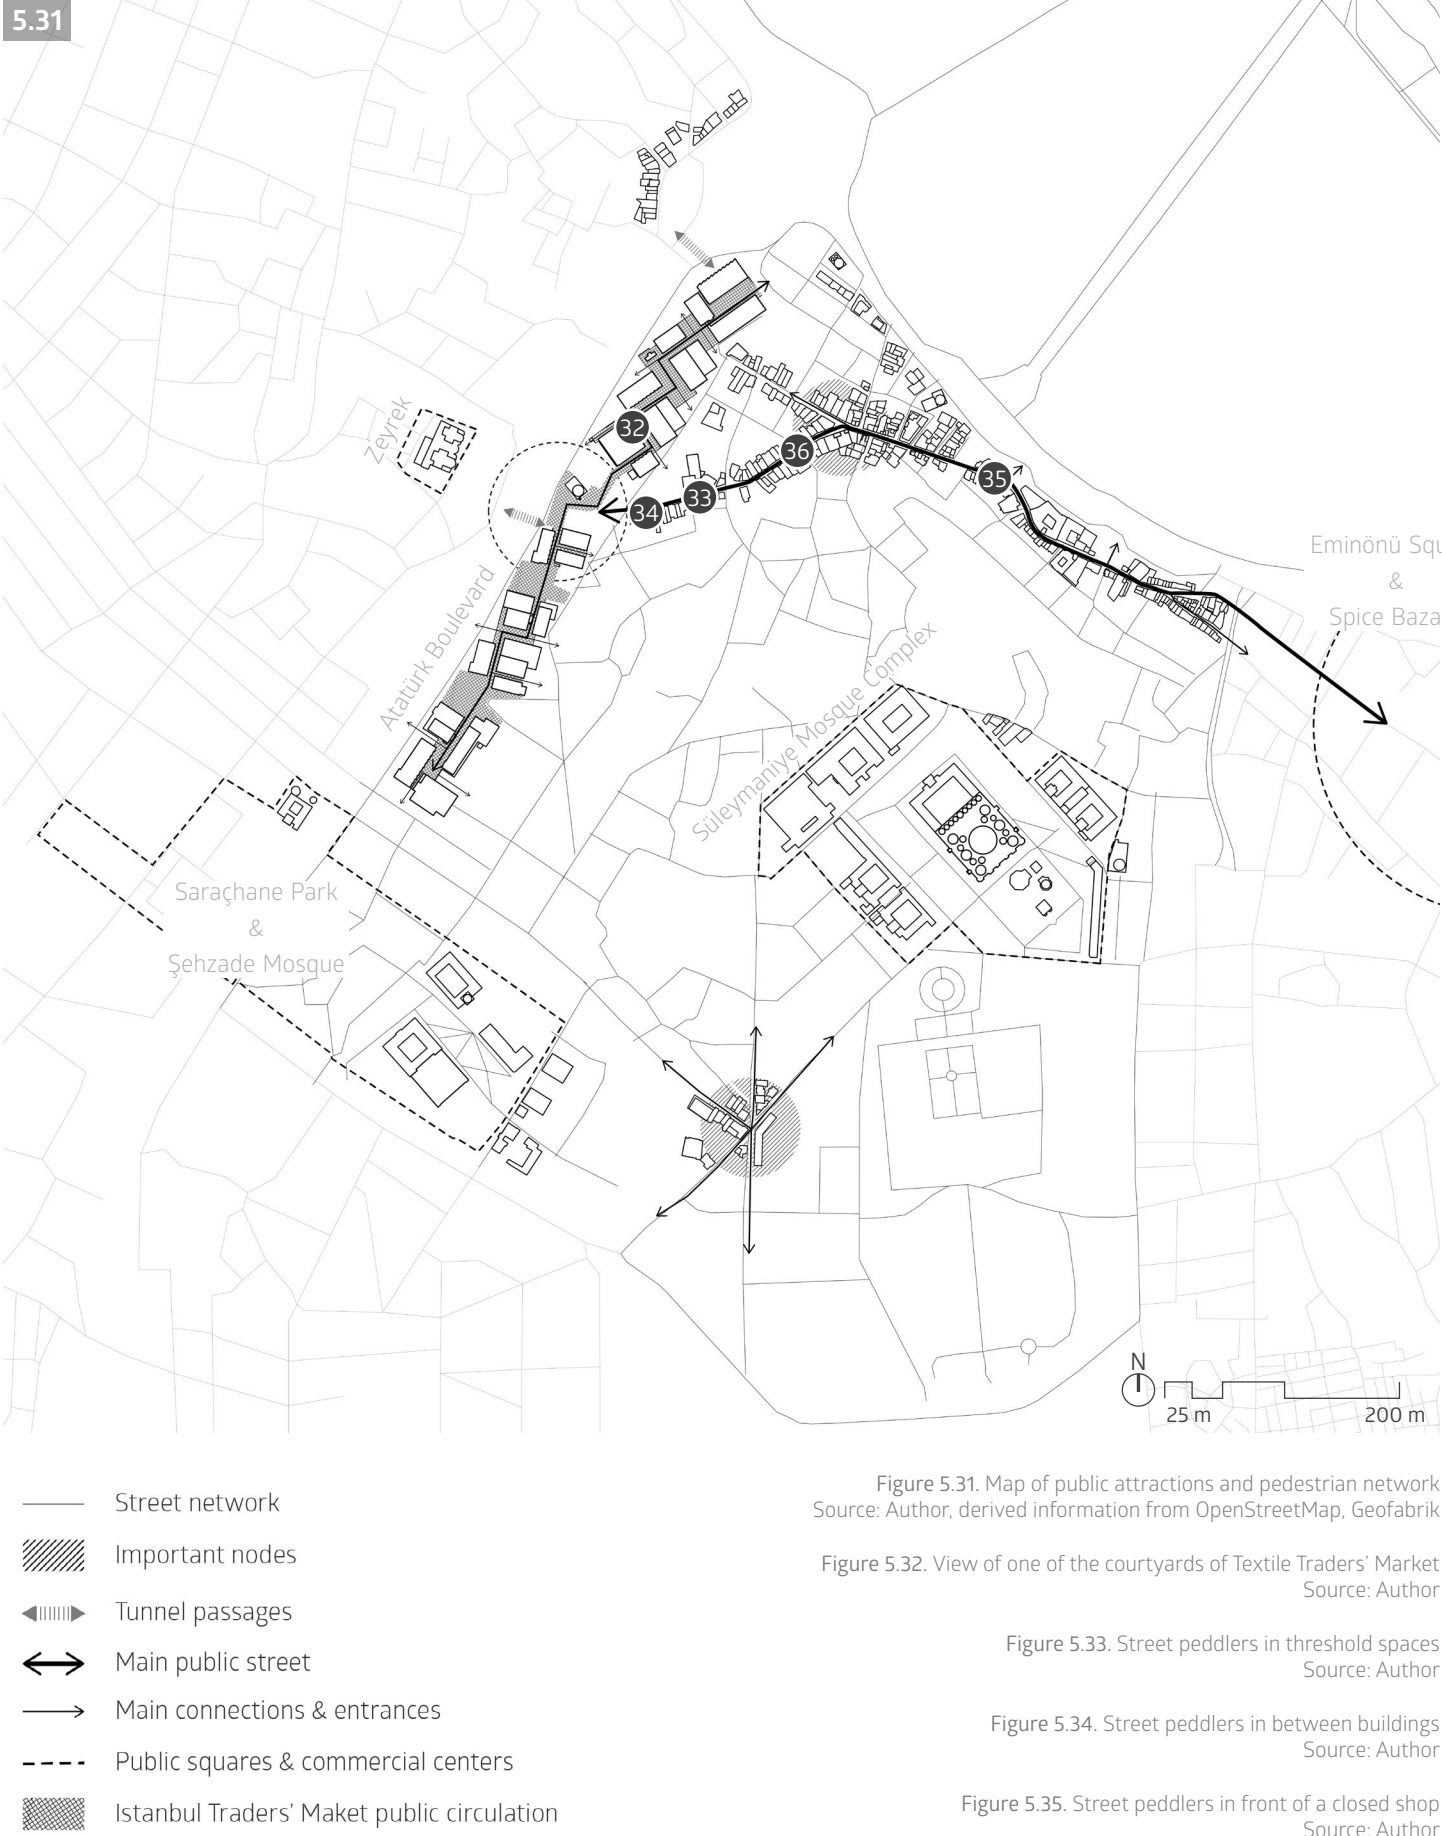 5.31
Zeyrek
32
36
35
34
33
Eminönü Squ
&
Spice Baza
Atatürk Boulevard
Süleymaniye Mosque Complex
Saraçhane Park
&
Şehzade Mosque
N
25 m
200 m
Street network
Important nodes
Tunnel passages
Main public street
Main connections & entrances
Public squares & commercial centers
Istanbul Traders’ Maket public circulation
Figure 5.31. Map of public attractions and pedestrian network
Source: Author, derived information from OpenStreetMap, Geofabrik
Figure 5.32. View of one of the courtyards of Textile Traders’ Market
Source: Author
Figure 5.33. Street peddlers in threshold spaces
Source: Author
Figure 5.34. Street peddlers in between buildings
Source: Author
Figure 5.35. Street peddlers in front of a closed shop
Source: Author